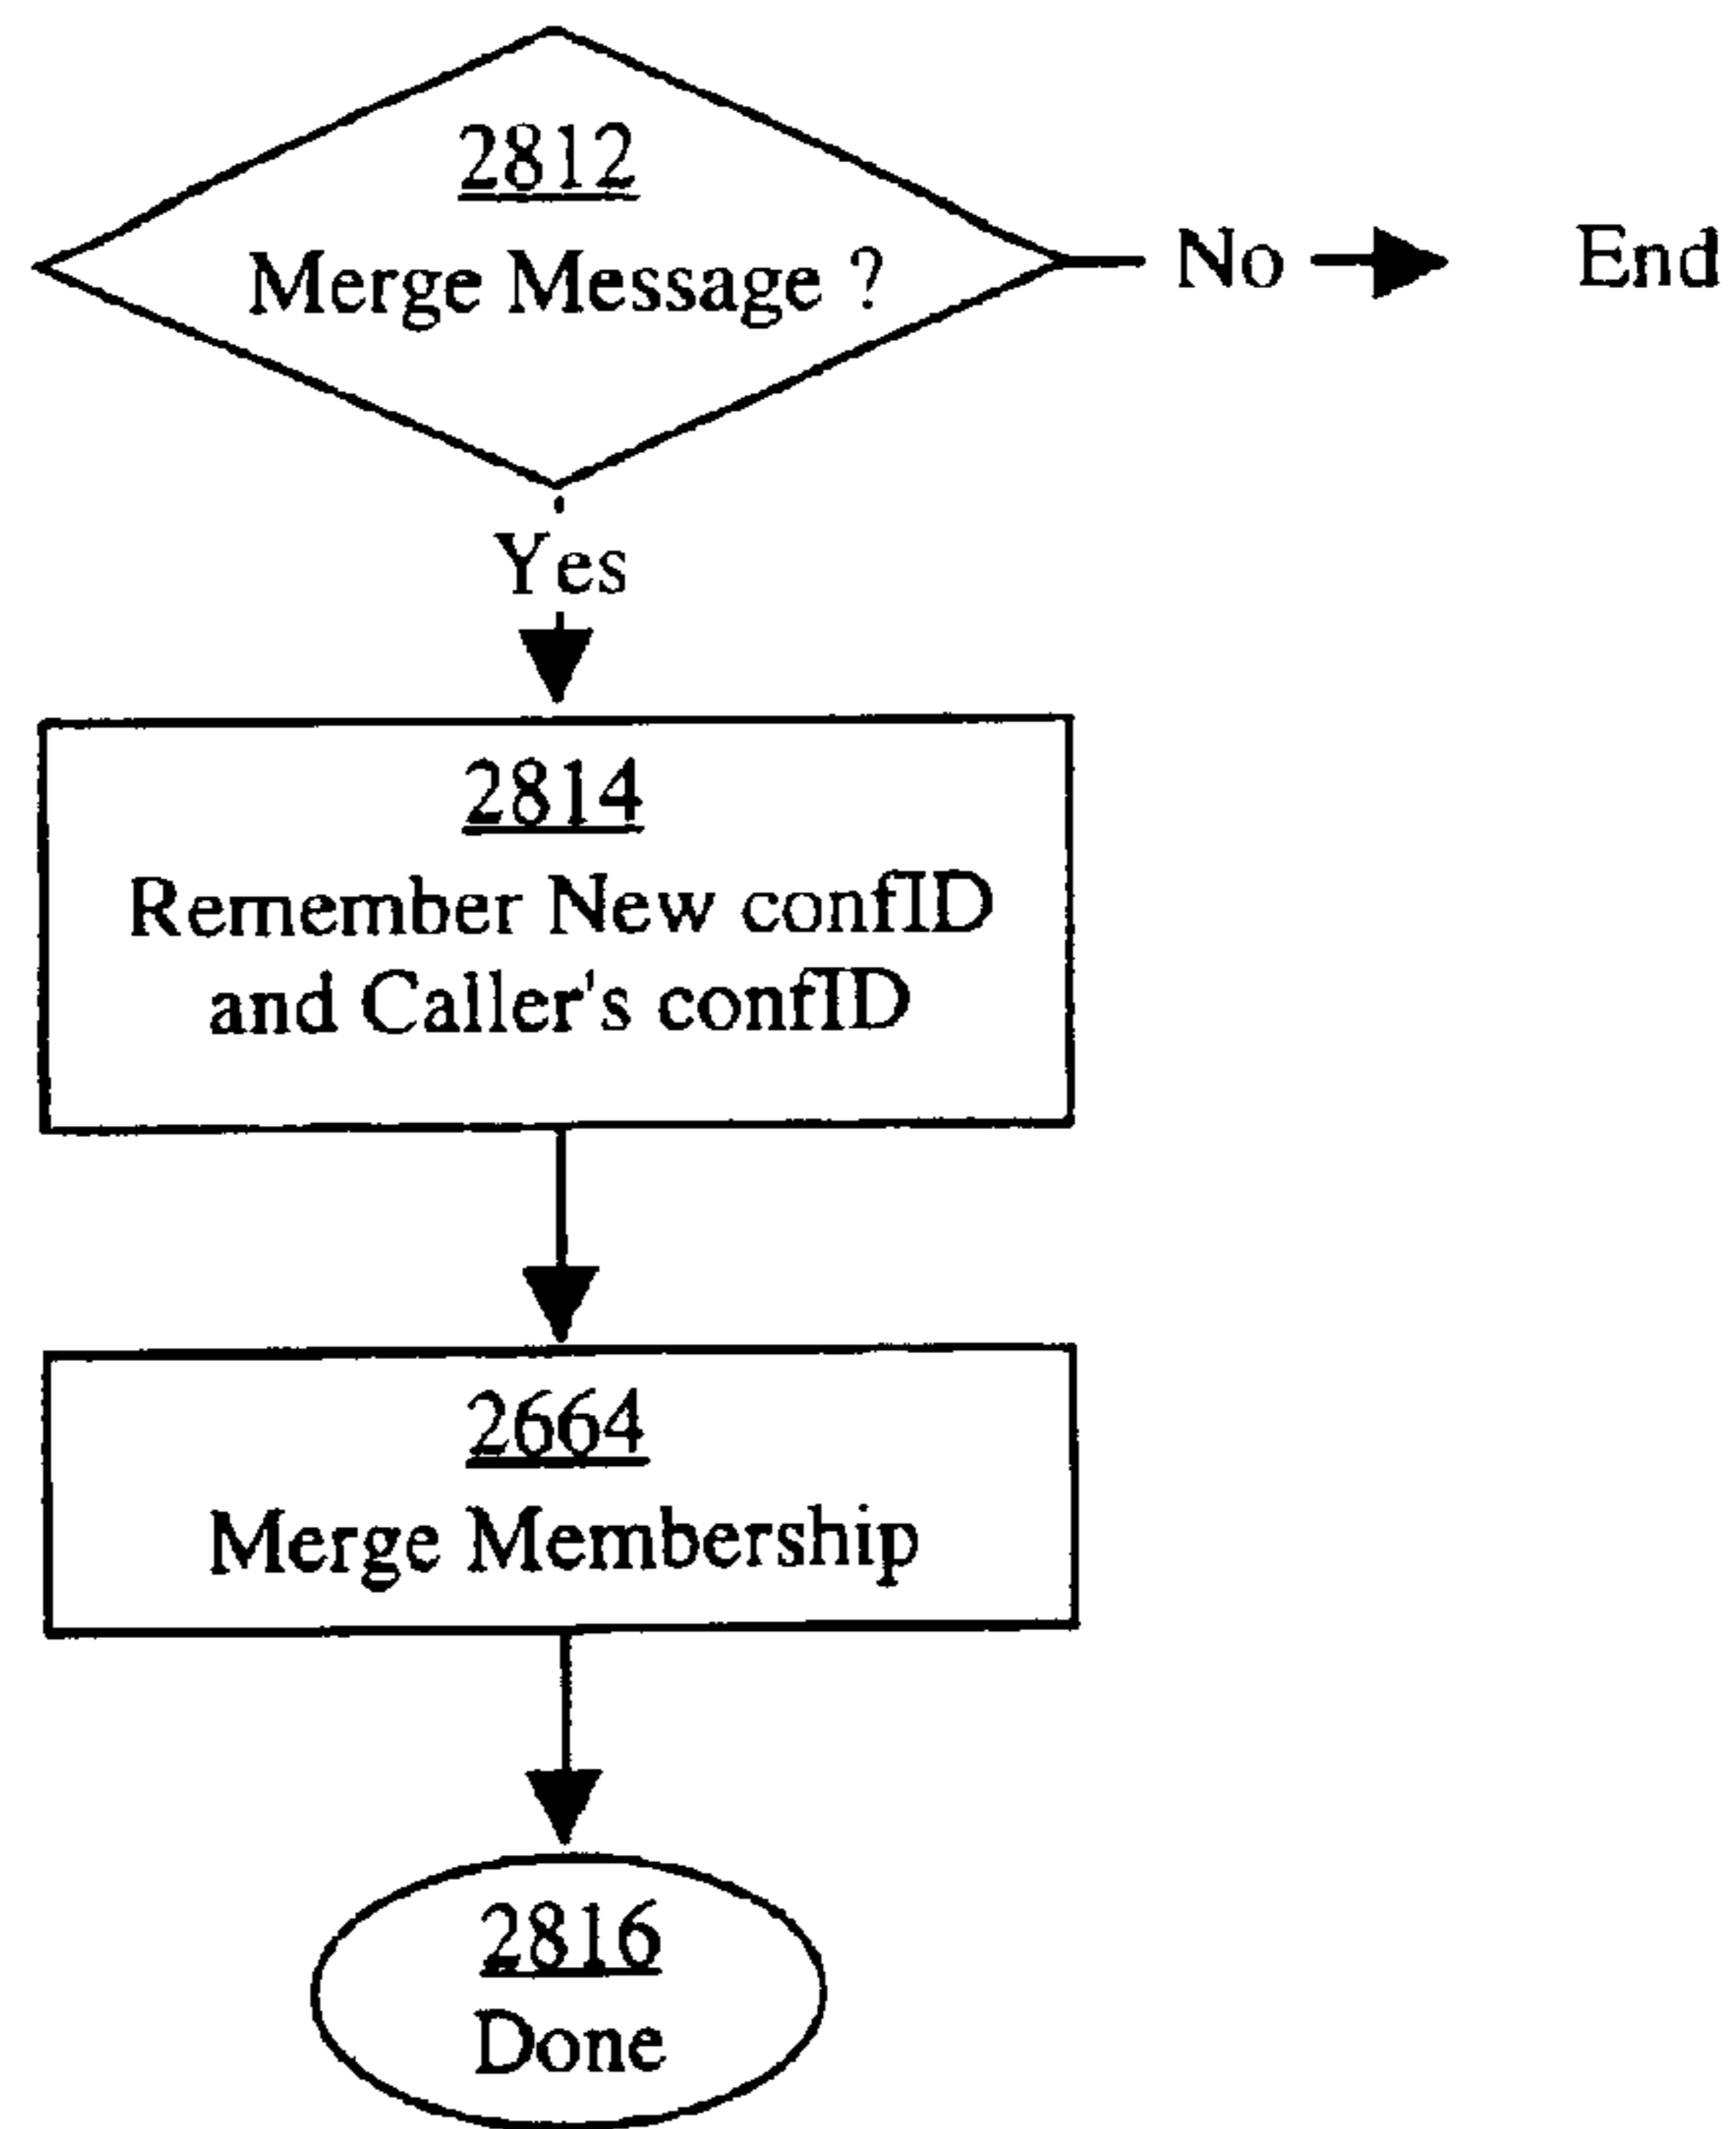 2812
Merge Message ?
No
End
Yes
2814
Remember New confID
and Caller's confID
2664
Merge Membership
2816
Done